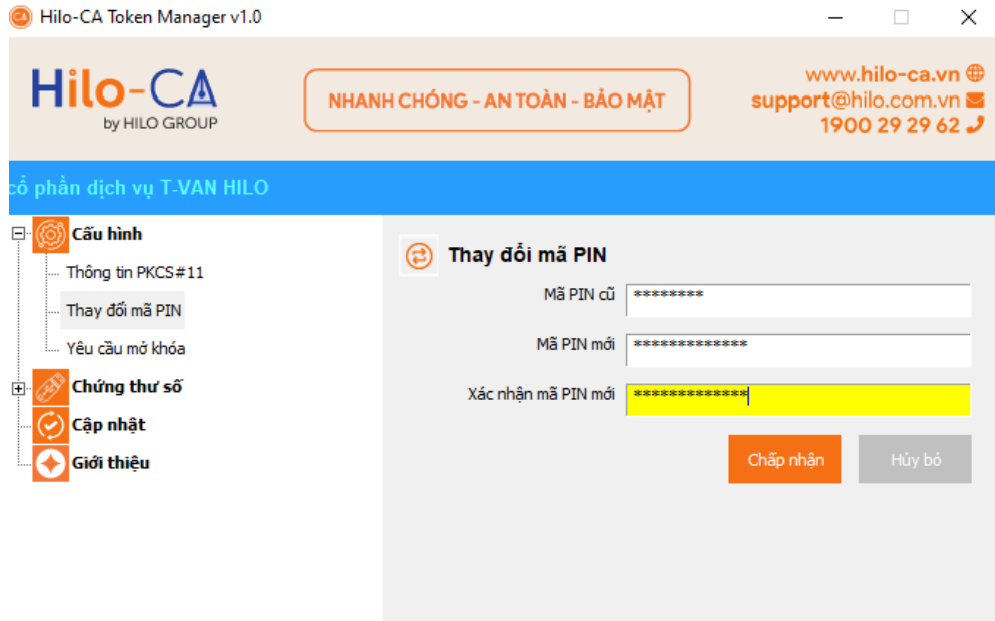 Hilo-CA Token Manager v1.0
Hilo-CA
by HILO GROUP
NHANH CHÓNG - AN TOÀN - BẢO MẬT
www.hilo-ca.vn
support@hilo.com.vn
1900 29 29 62
cổ phần dịch vụ T-VAN HILO
Cấu hình
Thông tin PKCS#11
Thay đổi mã PIN
Yêu cầu mở khóa
Chứng thư số
Cập nhật
Giới thiệu
Thay đổi mã PIN
Mã PIN cũ ********
Mã PIN mới *************
Xác nhận mã PIN mới *************
Chấp nhận Hủy bỏ